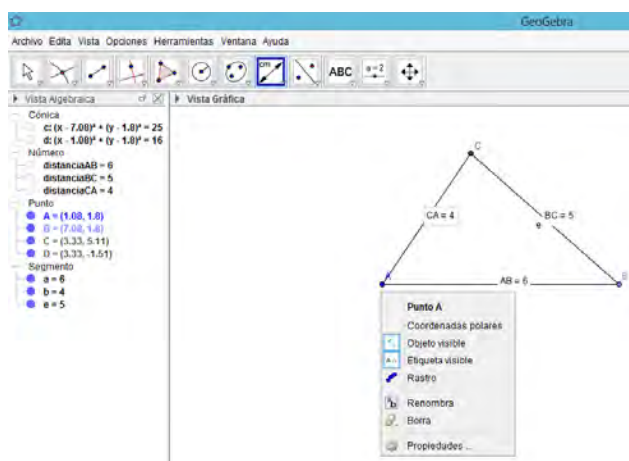 GeoGebra
Archivo Edita Vista Opciones Herramientas Ventana Ayuda
cm
ABC
a=2
Vista Algebraica
Vista Gráfica
Cónica
c: (x - 7.08)² + (y - 1.8)² = 25
d: (x - 1.08)² + (y - 1.8)² = 16
Número
distanciaAB = 6
distanciaBC = 5
distanciaCA = 4
Punto
A = (1.08, 1.8)
B = (7.08, 1.8)
C = (3.33, 5.11)
D = (3.33, -1.51)
Segmento
a = 6
b = 4
e = 5
C
CA = 4
BC = 5
e
A
AB = 6
B
Punto A
Coordenadas polares
Objeto visible
Etiqueta visible
Rastro
Renombra
Borra
Propiedades ...